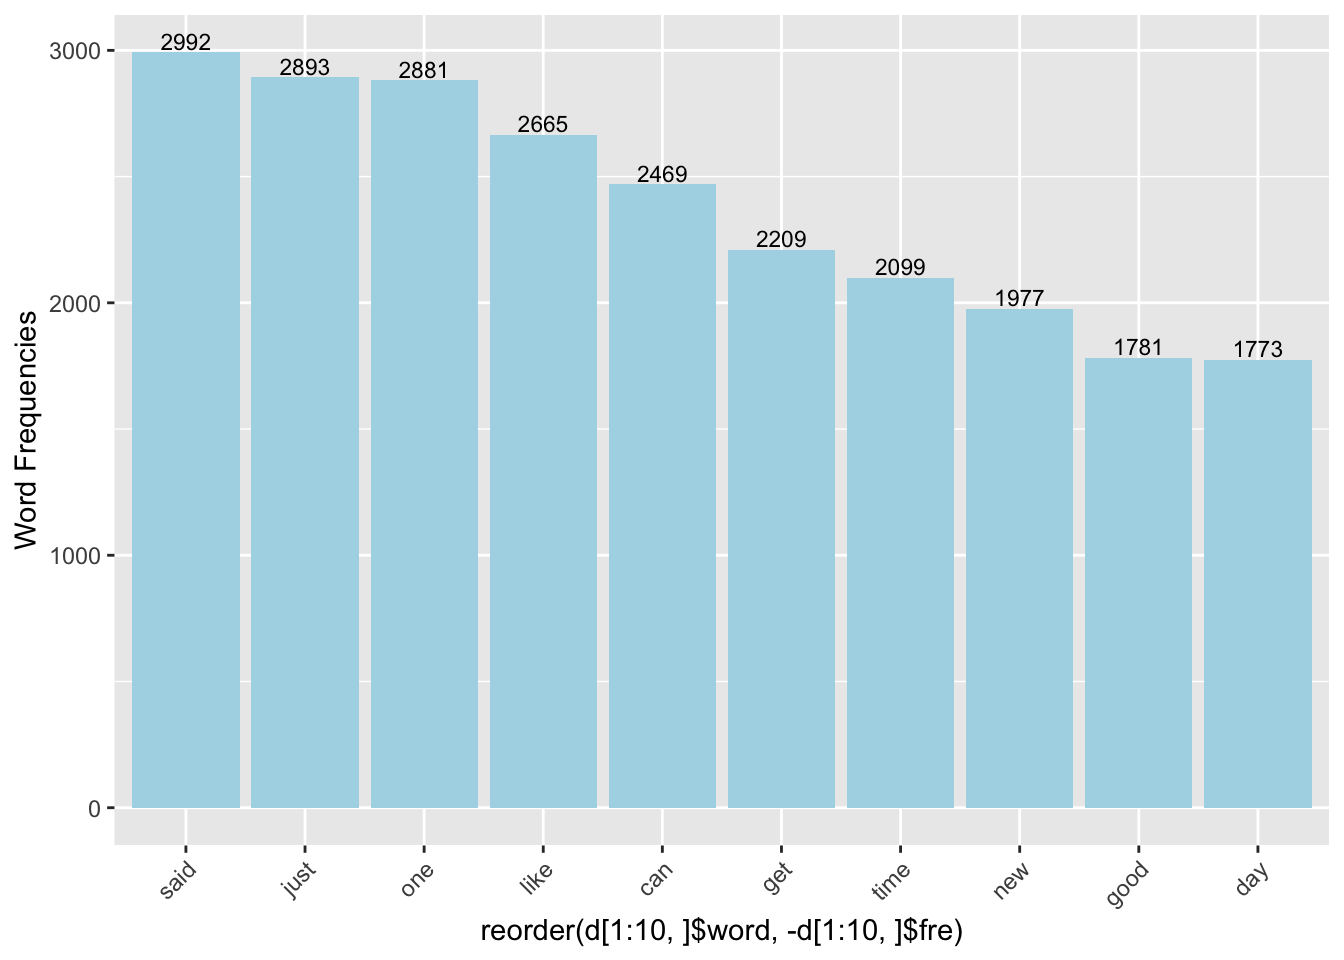 3000
2000
1000
0
Word Frequencies
2992
2893
2881
2665
2469
2209
2099
1977
1781
1773
said
just
one
like
can
get
time
new
good
day
reorder(d[1:10, ]$word, -d[1:10, ]$fre)